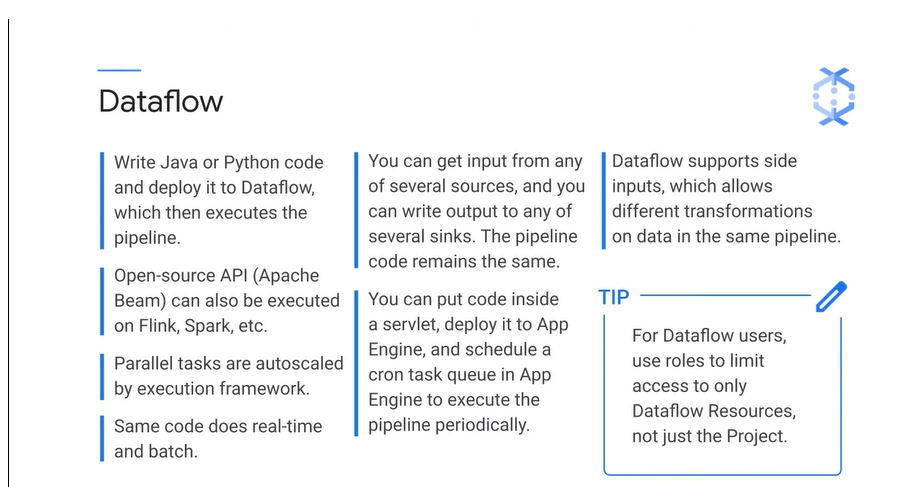 Dataflow
Write Java or Python code
and deploy it to Dataflow,
which then executes the
pipeline.
Open-source API (Apache
Beam) can also be executed
on Flink, Spark, etc.
Parallel tasks are autoscaled
by execution framework.
Same code does real-time
and batch.
You can get input from any
of several sources, and you
can write output to any of
several sinks. The pipeline
code remains the same.
You can put code inside
a servlet, deploy it to App
Engine, and schedule a
cron task queue in App
Engine to execute the
pipeline periodically.
Dataflow supports side
inputs, which allows
different transformations
on data in the same pipeline.
TIP
For Dataflow users,
use roles to limit
access to only
Dataflow Resources,
not just the Project.